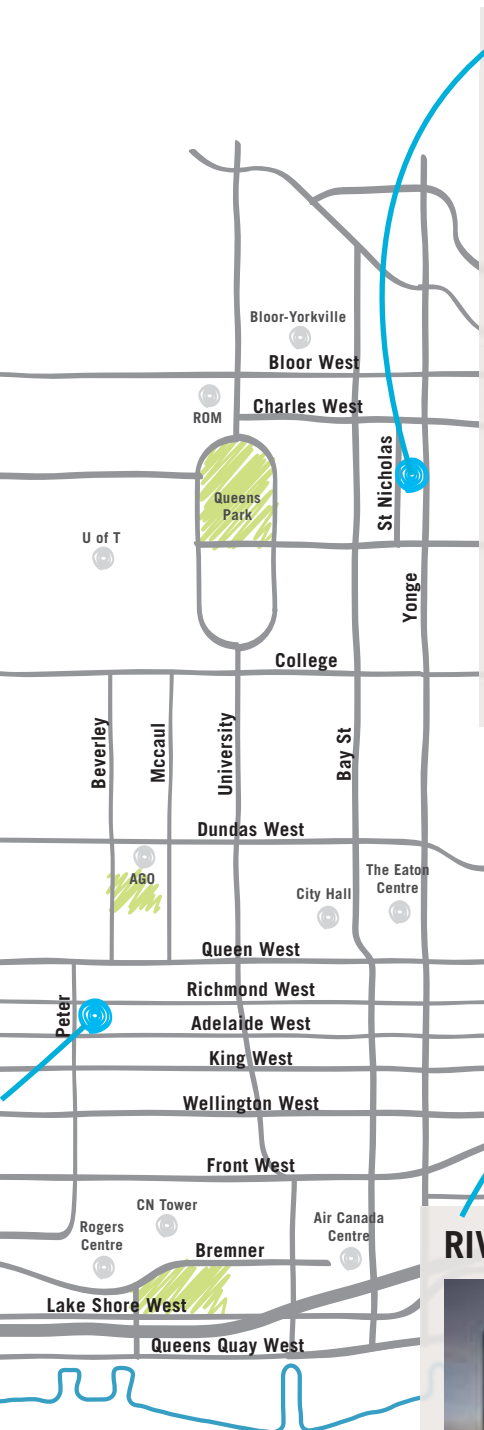 Bloor-Yorkville
Bloor West
ROM
Charles West
St Nicholas
Queens
Park
U of T
Yonge
College
Beverley
Mccaul
University
Bay St
Dundas West
AGO
The Eaton
Centre
City Hall
Queen West
Richmond West
Peter
Adelaide West
King West
Wellington West
Front West
CN Tower
Rogers
Centre
Air Canada
Centre
Bremner
RIV
Lake Shore West
Queens Quay West